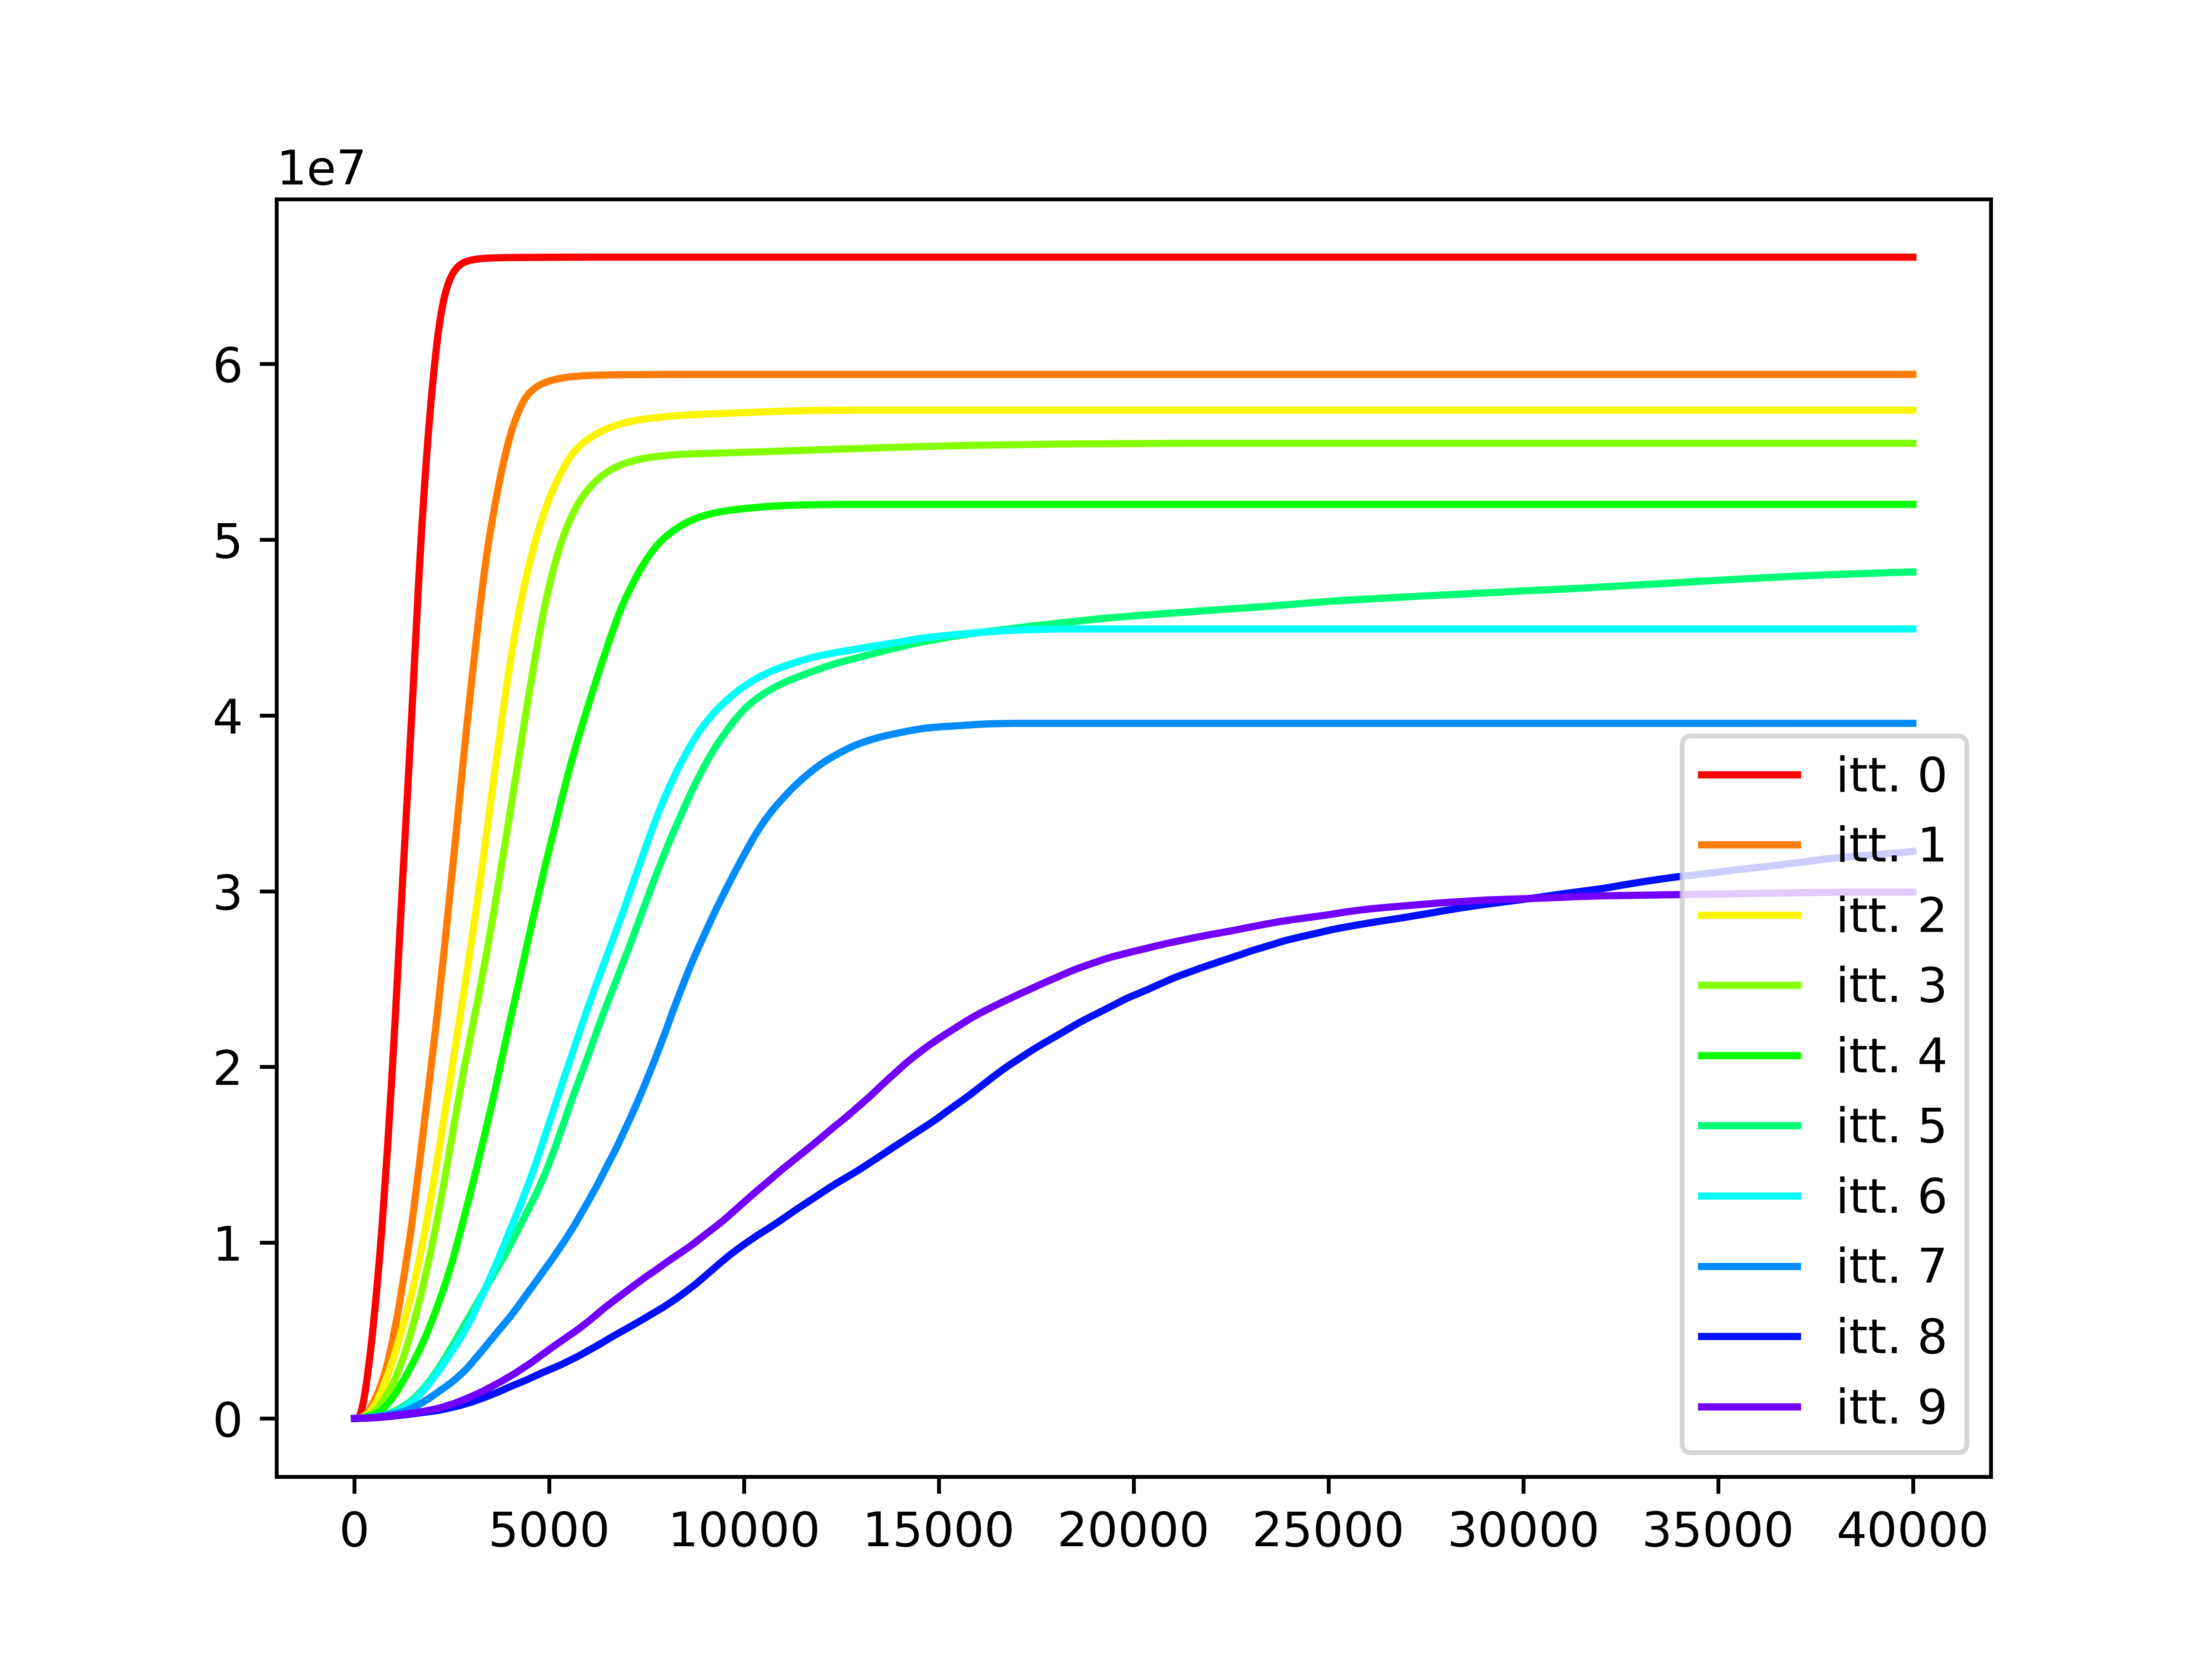 1e7
6
5
4
3
2
1
0
0 5000 10000 15000 20000 25000 30000 35000 40000
itt. 0
itt. 1
itt. 2
itt. 3
itt. 4
itt. 5
itt. 6
itt. 7
itt. 8
itt. 9